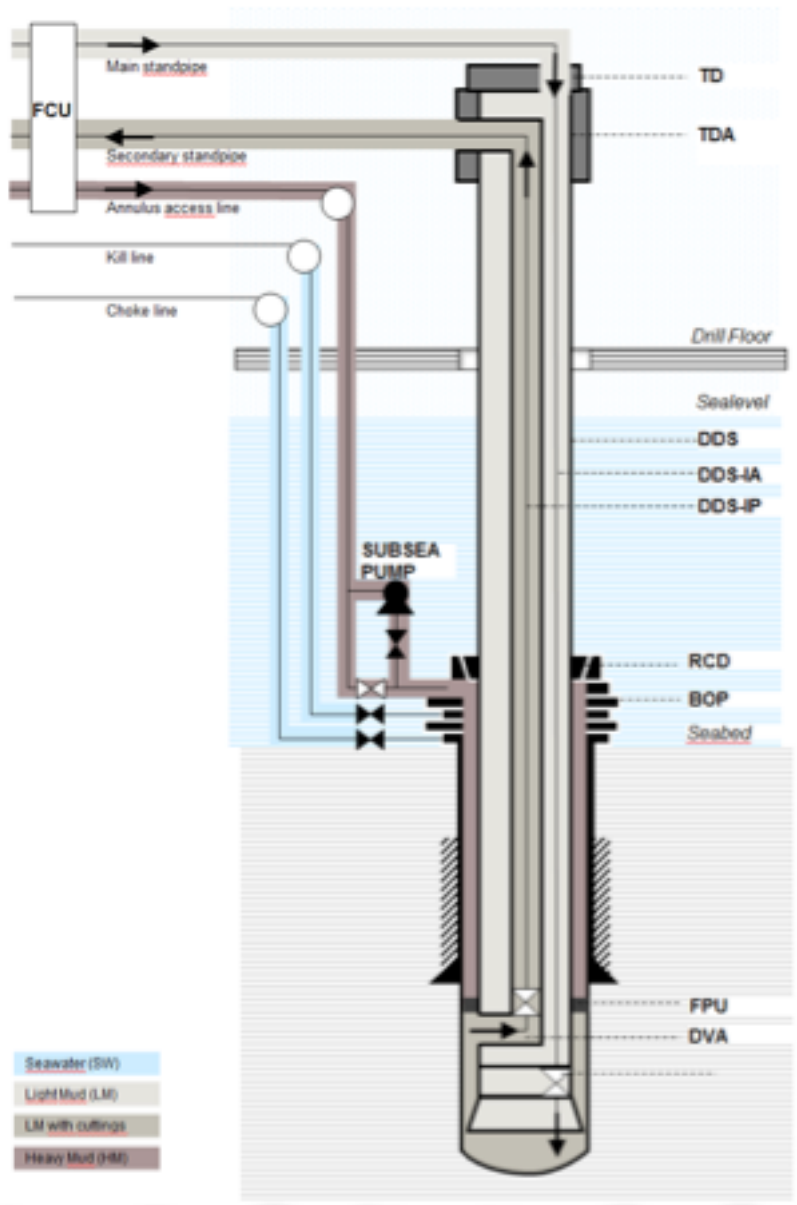 Main standpipe
TD
FCU
TDA
Secondary standpipe
Annulus access line
Kill line
Choke line
Drill Floor
Sealevel
DDS
DDS-IA
DDS-IP
SUBSEA
PUMP
RCD
BOP
Seabed
FPU
DVA
Seawater (SW)
Light Mud (LM)
LM with cuttings
Heavy Mud (HM)